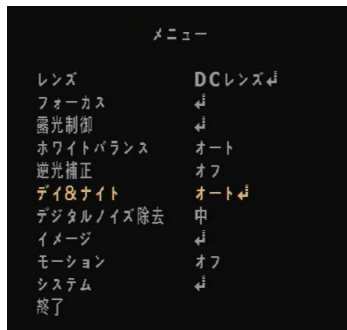 メニュー
レンズ DCレンズ↲
フォーカス ↲
露光制御 ↲
ホワイトバランス オート
逆光補正 オフ
デイ&ナイト オート↲
デジタルノイズ除去 中
イメージ ↲
モーション オフ
システム ↲
終了